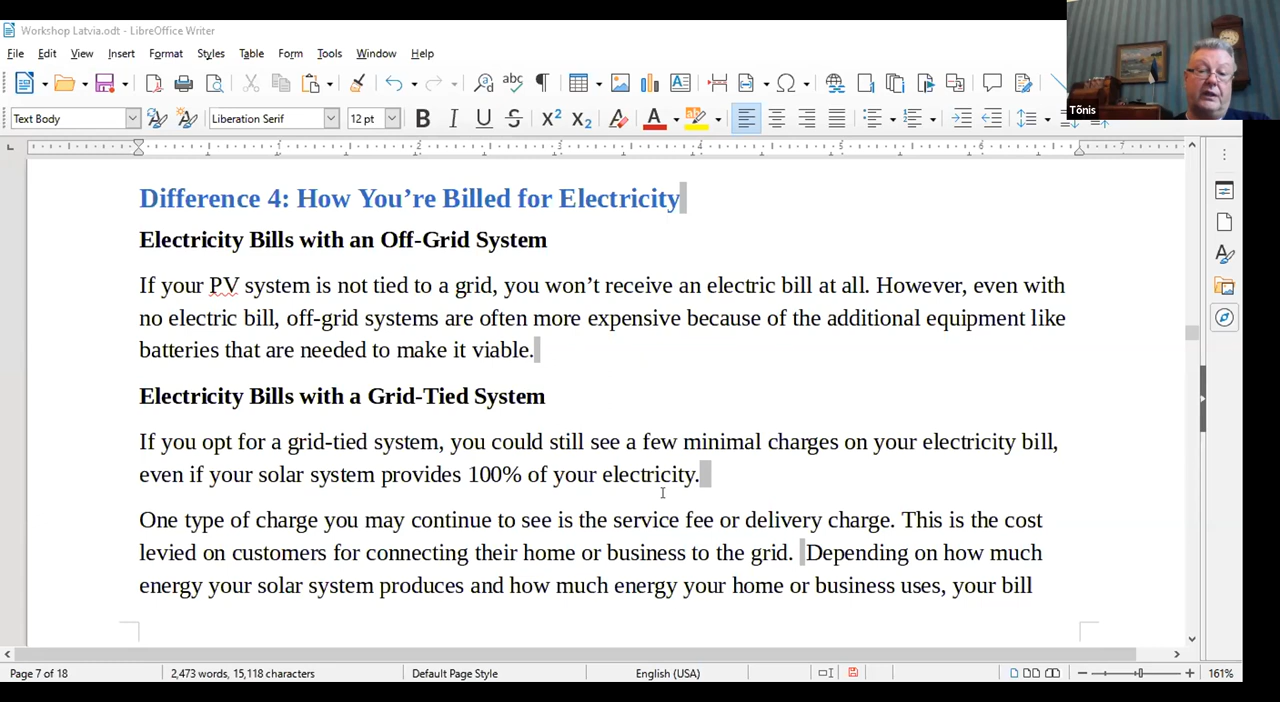 Workshop Latvia.odt - LibreOffice Writer
File Edit View Insert Format Styles Table Form Tools Window Help
Text Body Liberation Serif 12 pt
Tõnis
Difference 4: How You’re Billed for Electricity
Electricity Bills with an Off-Grid System
If your PV system is not tied to a grid, you won’t receive an electric bill at all. However, even with
no electric bill, off-grid systems are often more expensive because of the additional equipment like
batteries that are needed to make it viable.
Electricity Bills with a Grid-Tied System
If you opt for a grid-tied system, you could still see a few minimal charges on your electricity bill,
even if your solar system provides 100% of your electricity.
One type of charge you may continue to see is the service fee or delivery charge. This is the cost
levied on customers for connecting their home or business to the grid. Depending on how much
energy your solar system produces and how much energy your home or business uses, your bill
Page 7 of 18 2,473 words, 15,118 characters Default Page Style English (USA) 161%